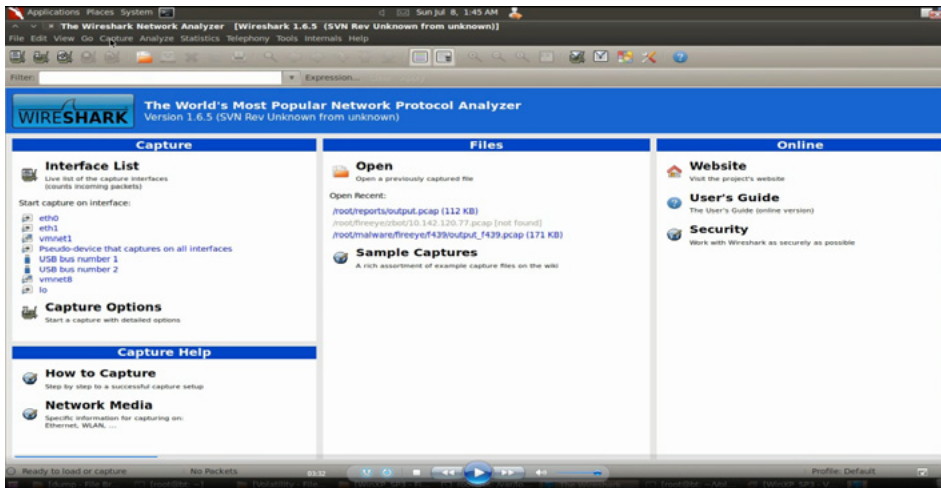 Applications Places System
Sun Jul 8, 1:45 AM
The Wireshark Network Analyzer [Wireshark 1.6.5 (SVN Rev Unknown from unknown)]
File Edit View Go Capture Analyze Statistics Telephony Tools Internals Help
Filter:
Expression...
WIRESHARK
The World's Most Popular Network Protocol Analyzer
Version 1.6.5 (SVN Rev Unknown from unknown)
Capture
Interface List
Live list of the capture interfaces
(counts incoming packets)
Start capture on interface:
eth0
eth1
vmnet1
Pseudo-device that captures on all interfaces
USB bus number 1
USB bus number 2
vmnet8
lo
Capture Options
Start a capture with detailed options
Capture Help
How to Capture
Step by step to a successful capture setup
Network Media
Specific information for capturing on:
Ethernet, WLAN, ...
Files
Open
Open a previously captured file
Open Recent:
/root/reports/output.pcap (112 KB)
/root/fireeye/zbot/10.142.120.77.pcap [not found]
/root/malware/fireeye/f439/output_f439.pcap (171 KB)
Sample Captures
A rich assortment of example capture files on the wiki
Online
Website
Visit the project's website
User's Guide
The User's Guide (online version)
Security
Work with Wireshark as securely as possible
Ready to load or capture
No Packets
03:32
Profile: Default